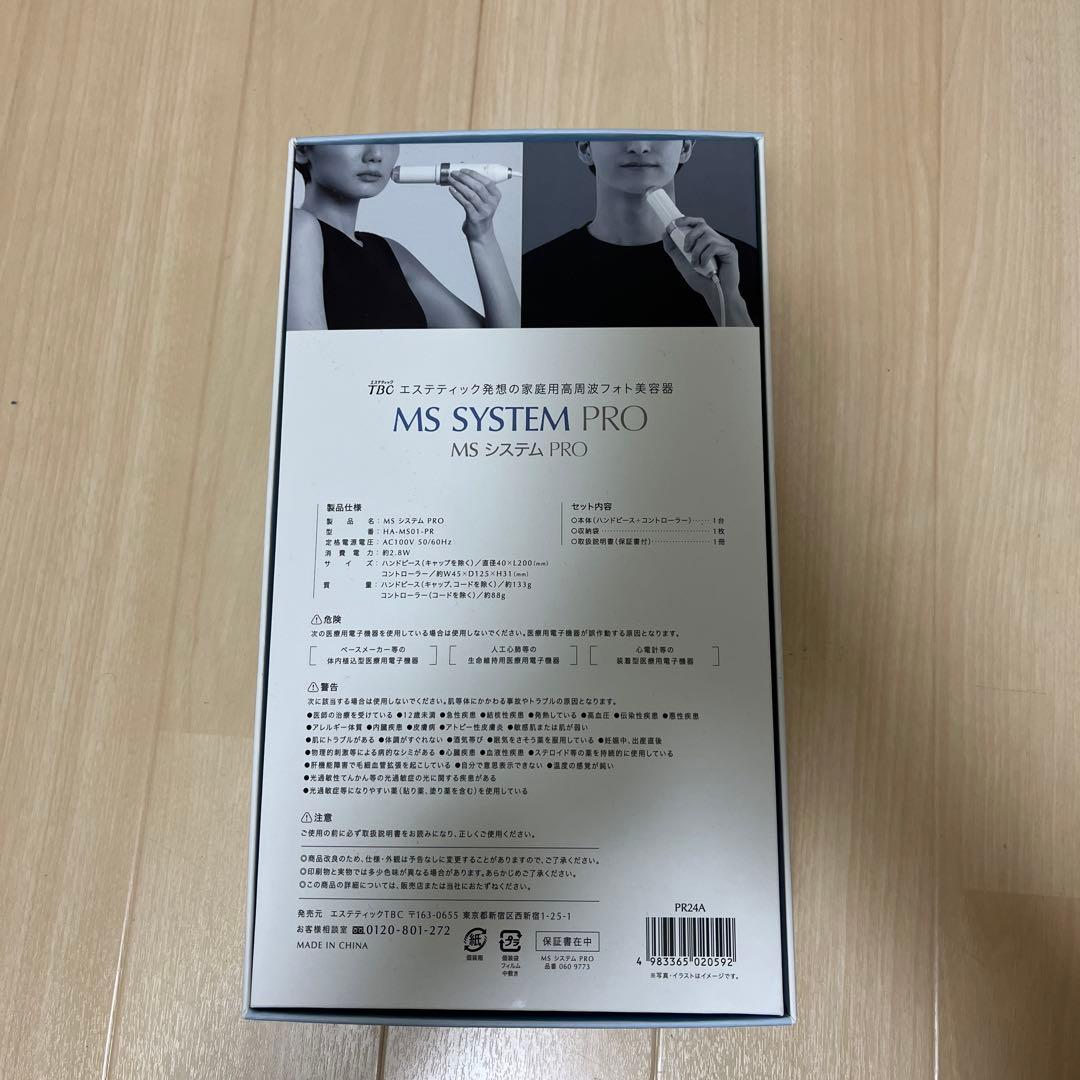 エステティック
TBC エステティック発想の家庭用高周波フォト美容器
MS SYSTEM PRO
MS システム PRO
製品仕様
製品名：MS システム PRO
型番：HA-MS01-PR
定格電源電圧：AC100V 50/60Hz
消費電力：約2.8W
サイズ：ハンドピース(キャップを除く)／直径40×L200(mm)
コントローラー／約W45×D125×H31(mm)
質量：ハンドピース(キャップ、コードを除く)／約133g
コントローラー(コードを除く)／約88g
セット内容
○本体(ハンドピース＋コントローラー)……1台
○収納袋……1枚
○取扱説明書(保証書付)……1冊
⚠危険
次の医療用電子機器を使用している場合は使用しないでください。医療用電子機器が誤作動する原因となります。
ペースメーカー等の
体内植込型医療用電子機器
人工心肺等の
生命維持用医療用電子機器
心電計等の
装着型医療用電子機器
⚠警告
次に該当する場合は使用しないでください。肌等体にかかわる事故やトラブルの原因となります。
●医師の治療を受けている ●12歳未満 ●急性疾患 ●結核性疾患 ●発熱している ●高血圧 ●伝染性疾患 ●悪性疾患
●アレルギー体質 ●内臓疾患 ●皮膚病 ●アトピー性皮膚炎 ●敏感肌または肌が弱い
●肌にトラブルがある ●体調がすぐれない ●酒気帯び ●眠気をさそう薬を服用している ●妊娠中、出産直後
●物理的刺激等による病的なシミがある ●心臓疾患 ●血液性疾患 ●ステロイド等の薬を持続的に使用している
●肝機能障害で毛細血管拡張を起こしている ●自分で意思表示できない ●温度の感覚が鈍い
●光過敏性てんかん等の光過敏症の光に関する疾患がある
●光過敏症等になりやすい薬(貼り薬、塗り薬を含む)を使用している
⚠注意
ご使用の前に必ず取扱説明書をお読みになり、正しくご使用ください。
◎商品改良のため、仕様・外観は予告なしに変更することがありますので、ご了承ください。
◎印刷物と実物では多少色味が異なる場合があります。あらかじめご了承ください。
◎この商品の詳細については、販売店または当社におたずねください。
発売元 エステティックTBC 〒163-0655 東京都新宿区西新宿1-25-1
お客様相談室 0120-801-272
MADE IN CHINA
紙
個装箱
プラ
個装袋
フィルム
中敷き
保証書在中
MS システム PRO
品番 060 9773
PR24A
4 983365 020592
※写真・イラストはイメージです。